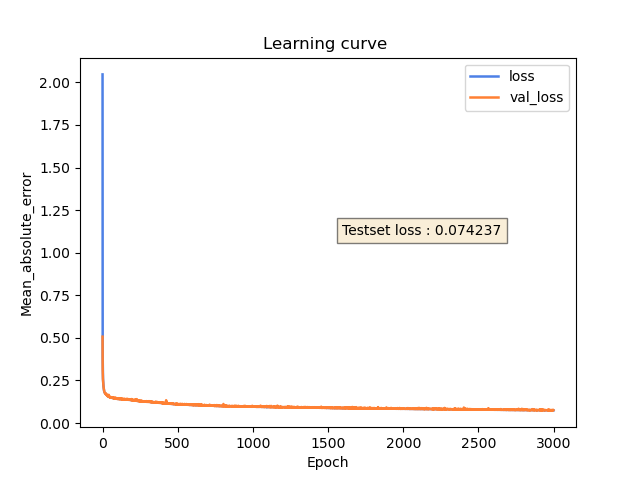 Learning curve
loss
val_loss
Testset loss : 0.074237
Mean_absolute_error
2.00
1.75
1.50
1.25
1.00
0.75
0.50
0.25
0.00
0 500 1000 1500 2000 2500 3000
Epoch